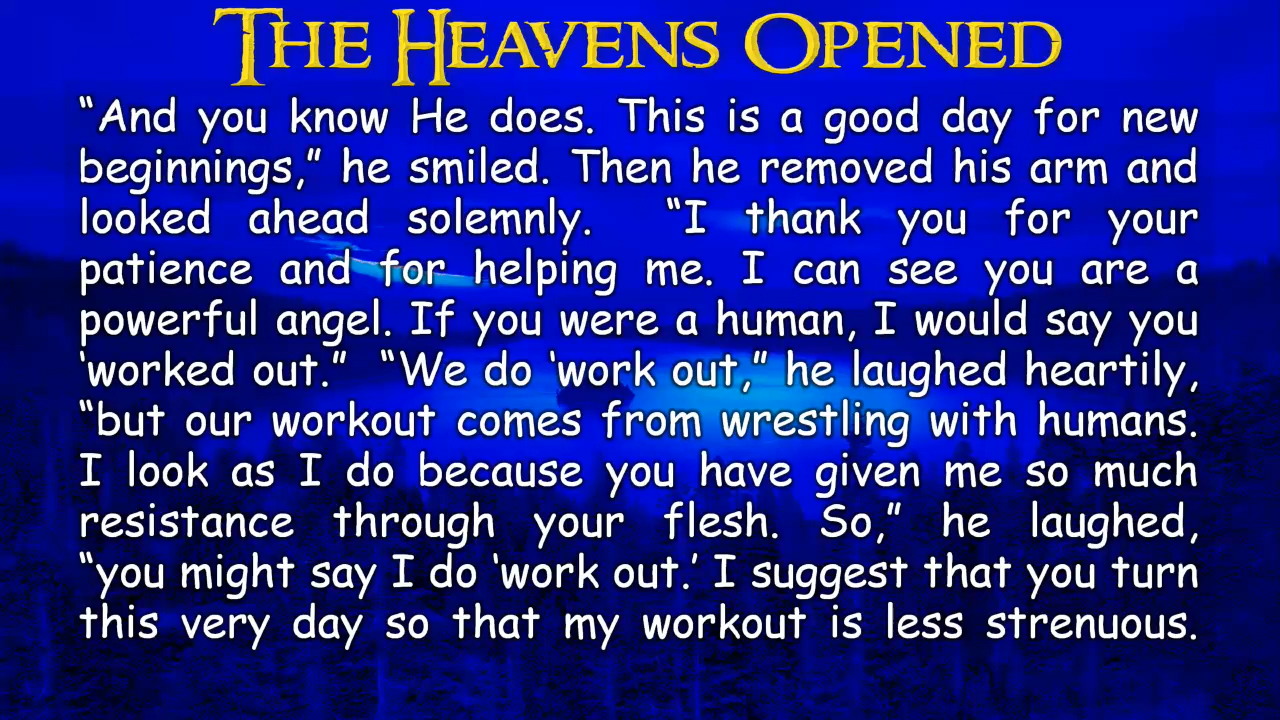 The Heavens Opened
“And you know He does. This is a good day for new
beginnings,” he smiled. Then he removed his arm and
looked ahead solemnly.  “I thank you for your
patience and for helping me. I can see you are a
powerful angel. If you were a human, I would say you
‘worked out.”  “We do ‘work out,” he laughed heartily,
“but our workout comes from wrestling with humans.
I look as I do because you have given me so much
resistance through your flesh. So,” he laughed,
“you might say I do ‘work out.’ I suggest that you turn
this very day so that my workout is less strenuous.